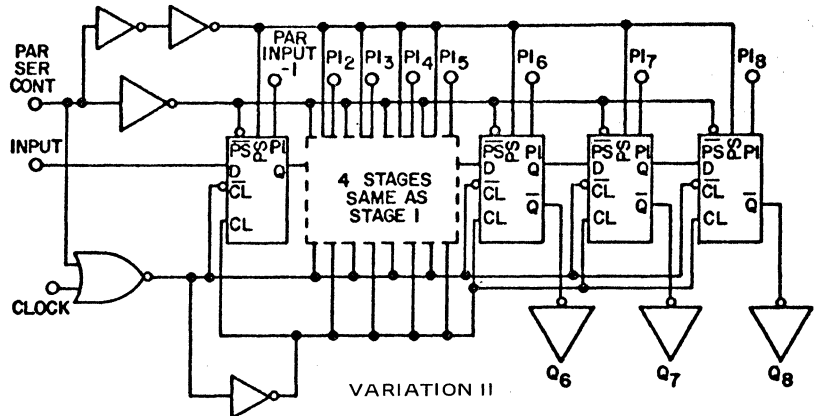 PAR
SER
CONT
PAR
INPUT
-1
PI2
PI3
PI4
PI5
PI6
PI7
PI8
INPUT
PS PS PI
D Q
CL
CL
4 STAGES
SAME AS
STAGE 1
PS PS PI
D Q
CL Q
CL
PS PS PI
D Q
CL Q
CL
PS PS PI
D
CL Q
CL
CLOCK
Q6
Q7
Q8
VARIATION II